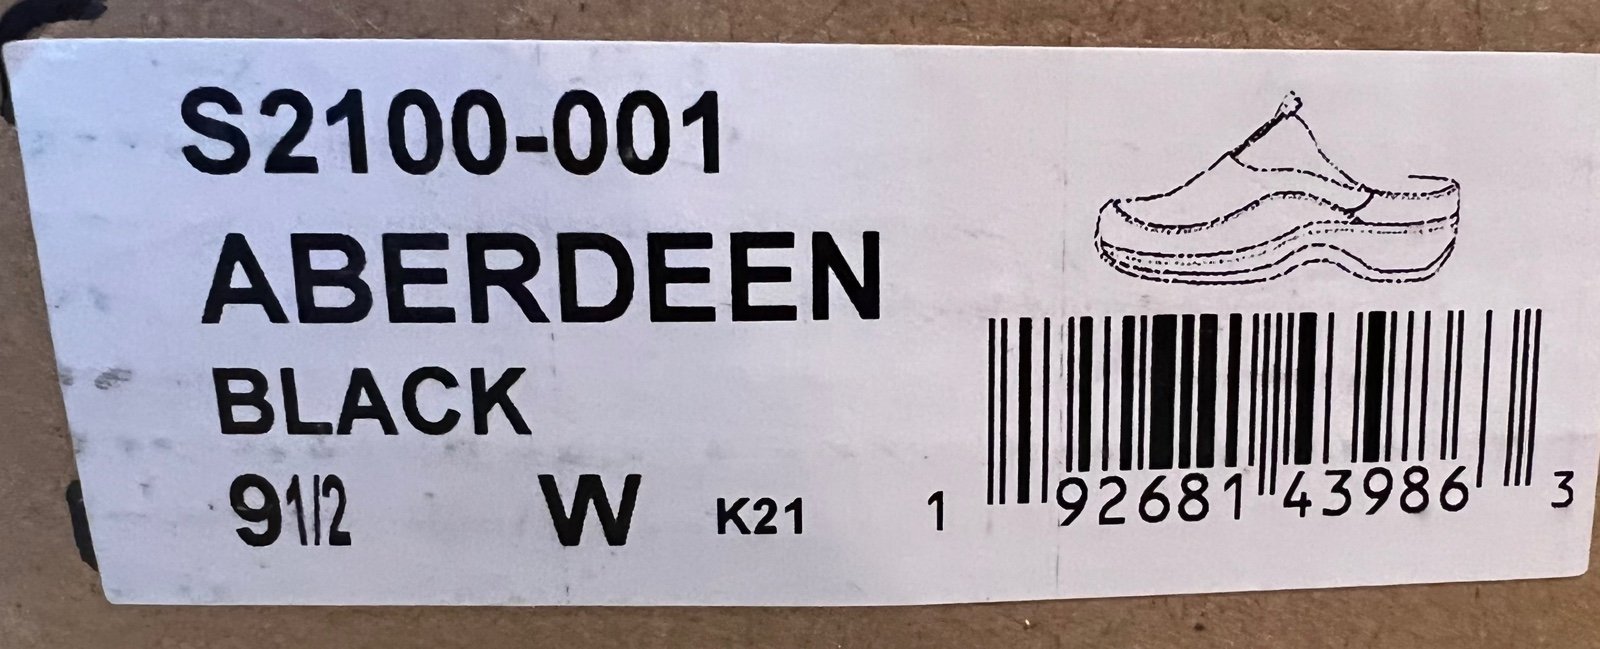 S2100-001
ABERDEEN
BLACK
9 1/2 W K21
1 92681 43986 3